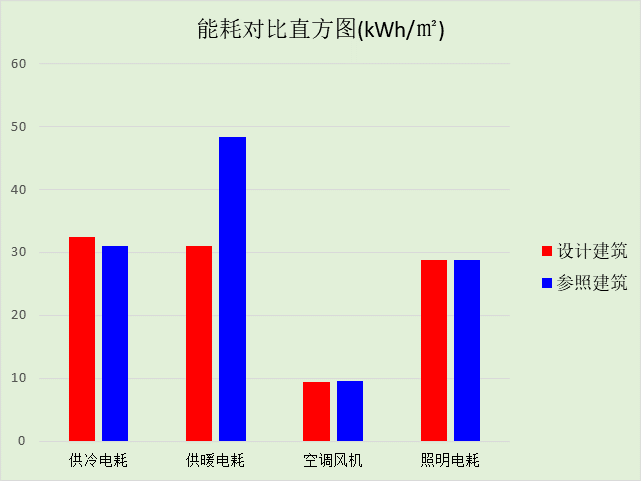 能耗对比直方图(kWh/㎡)
60
50
40
30
20
10
0
供冷电耗
供暖电耗
空调风机
照明电耗
设计建筑
参照建筑